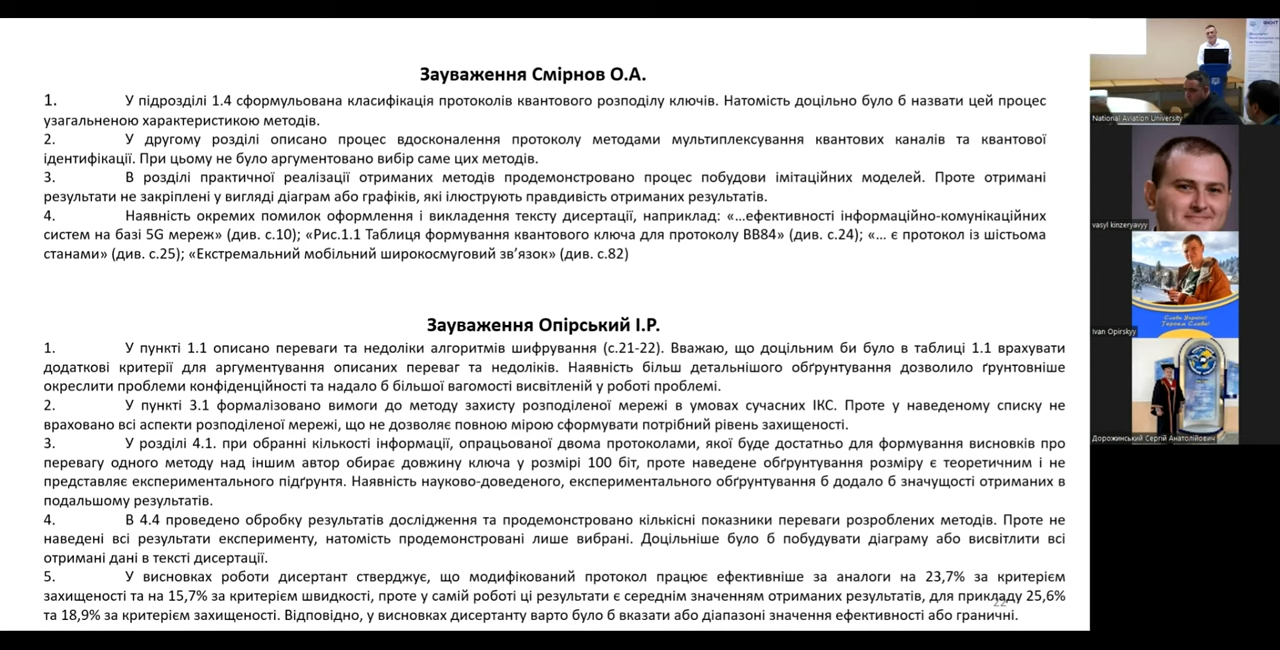 Зауваження Смірнов О.А.
1. У підрозділі 1.4 сформульована класифікація протоколів квантового розподілу ключів. Натомість доцільно було б назвати цей процес
узагальненою характеристикою методів.
2. У другому розділі описано процес вдосконалення протоколу методами мультиплексування квантових каналів та квантової
ідентифікації. При цьому не було аргументовано вибір саме цих методів.
3. В розділі практичної реалізації отриманих методів продемонстровано процес побудови імітаційних моделей. Проте отримані
результати не закріплені у вигляді діаграм або графіків, які ілюструють правдивість отриманих результатів.
4. Наявність окремих помилок оформлення і викладення тексту дисертації, наприклад: «…ефективності інформаційно-комунікаційних
систем на базі 5G мереж» (див. с.10); «Рис.1.1 Таблиця формування квантового ключа для протоколу BB84» (див. с.24); «… є протокол із шістьома
станами» (див. с.25); «Екстремальний мобільний широкосмуговий зв’язок» (див. с.82)
Зауваження Опірський І.Р.
1. У пункті 1.1 описано переваги та недоліки алгоритмів шифрування (с.21-22). Вважаю, що доцільним би було в таблиці 1.1 врахувати
додаткові критерії для аргументування описаних переваг та недоліків. Наявність більш детальнішого обґрунтування дозволило ґрунтовніше
окреслити проблеми конфіденційності та надало б більшої вагомості висвітленій у роботі проблемі.
2. У пункті 3.1 формалізовано вимоги до методу захисту розподіленої мережі в умовах сучасних ІКС. Проте у наведеному списку не
враховано всі аспекти розподіленої мережі, що не дозволяє повною мірою сформувати потрібний рівень захищеності.
3. У розділі 4.1. при обранні кількості інформації, опрацьованої двома протоколами, якої буде достатньо для формування висновків про
перевагу одного методу над іншим автор обирає довжину ключа у розмірі 100 біт, проте наведене обґрунтування розміру є теоретичним і не
представляє експериментального підґрунтя. Наявність науково-доведеного, експериментального обґрунтування б додало б значущості отриманих в
подальшому результатів.
4. В 4.4 проведено обробку результатів дослідження та продемонстровано кількісні показники переваги розроблених методів. Проте не
наведені всі результати експерименту, натомість продемонстровані лише вибрані. Доцільніше було б побудувати діаграму або висвітлити всі
отримані дані в тексті дисертації.
5. У висновках роботи дисертант стверджує, що модифікований протокол працює ефективніше за аналоги на 23,7% за критерієм
захищеності та на 15,7% за критерієм швидкості, проте у самій роботі ці результати є середнім значенням отриманих результатів, для прикладу 25,6%
та 18,9% за критерієм захищеності. Відповідно, у висновках дисертанту варто було б вказати або діапазоні значення ефективності або граничні.
22
National Aviation University
vasyl kinzeryavyy
Слава Україні!
Героям Слава!
Ivan Opirskyy
Дорожинський Сергій Анатолійович